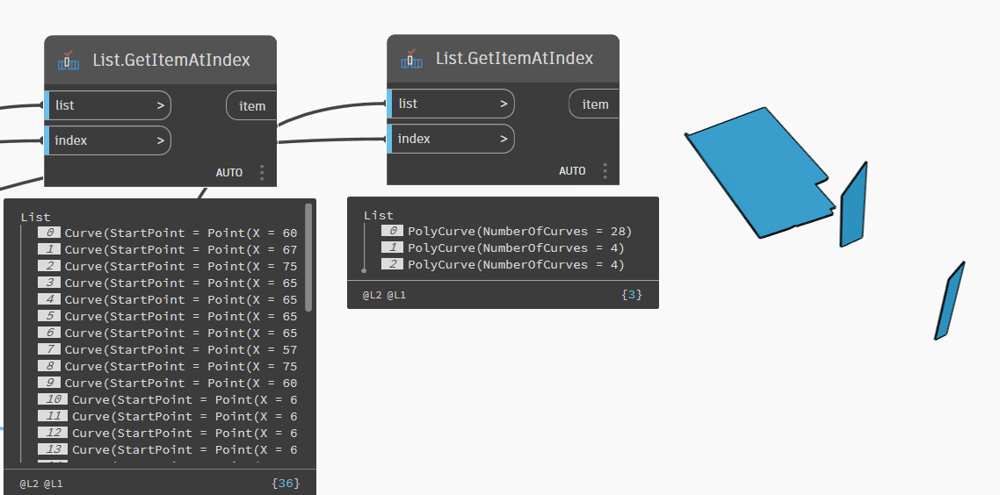 List.GetItemAtIndex
list >
item
index >
AUTO
List
0 Curve(StartPoint = Point(X = 60
1 Curve(StartPoint = Point(X = 67
2 Curve(StartPoint = Point(X = 75
3 Curve(StartPoint = Point(X = 65
4 Curve(StartPoint = Point(X = 65
5 Curve(StartPoint = Point(X = 65
6 Curve(StartPoint = Point(X = 65
7 Curve(StartPoint = Point(X = 57
8 Curve(StartPoint = Point(X = 75
9 Curve(StartPoint = Point(X = 60
10 Curve(StartPoint = Point(X = 6
11 Curve(StartPoint = Point(X = 6
12 Curve(StartPoint = Point(X = 6
13 Curve(StartPoint = Point(X = 6
@L2 @L1 {36}
List.GetItemAtIndex
list >
item
index >
AUTO
List
0 PolyCurve(NumberOfCurves = 28)
1 PolyCurve(NumberOfCurves = 4)
2 PolyCurve(NumberOfCurves = 4)
@L2 @L1 {3}